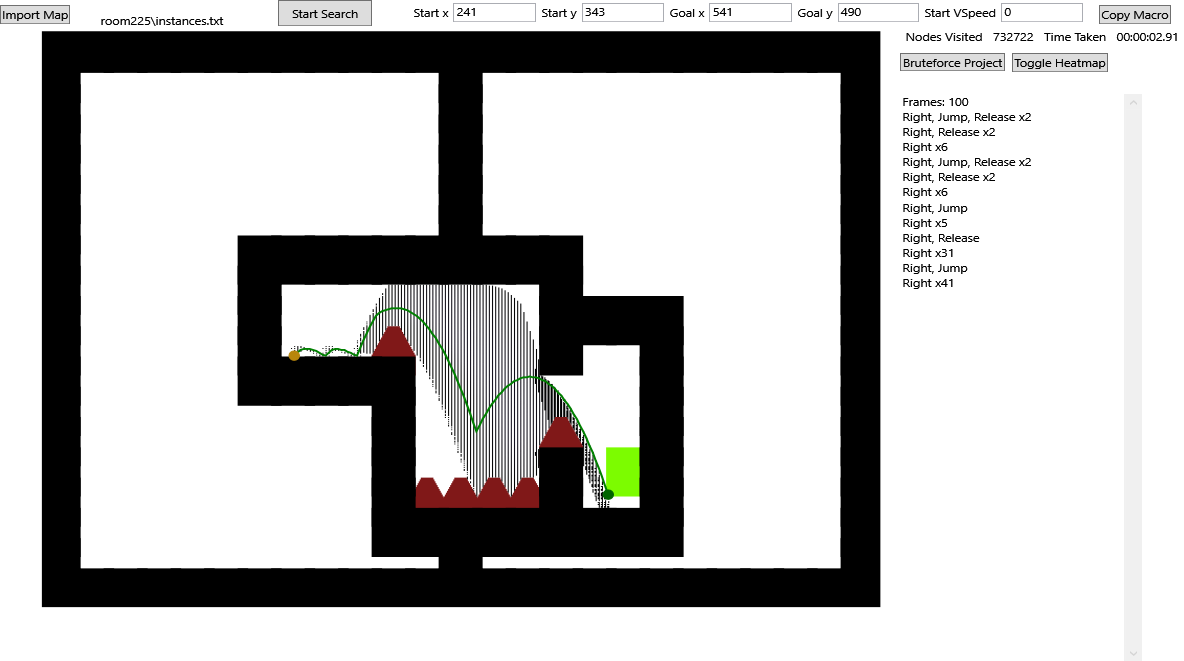 Import Map
room225\instances.txt
Start Search
Start x 241 Start y 343 Goal x 541 Goal y 490 Start VSpeed 0
Copy Macro
Nodes Visited 732722 Time Taken 00:00:02.91
Bruteforce Project Toggle Heatmap
Frames: 100
Right, Jump, Release x2
Right, Release x2
Right x6
Right, Jump, Release x2
Right, Release x2
Right x6
Right, Jump
Right x5
Right, Release
Right x31
Right, Jump
Right x41